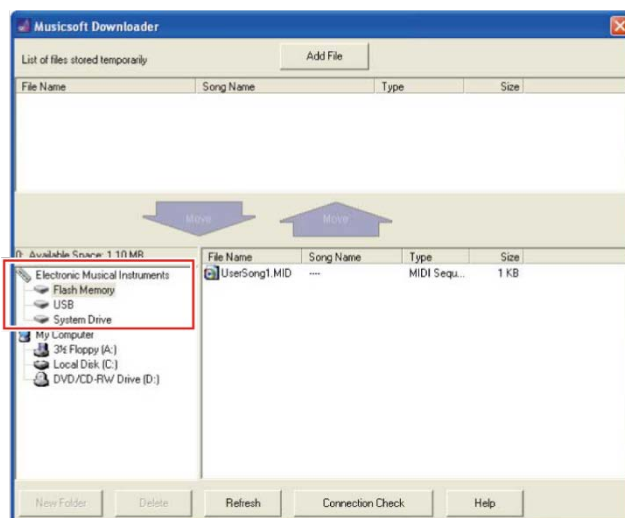 Musicsoft Downloader
List of files stored temporarily
Add File
File Name Song Name Type Size
Move Move
0: Available Space: 1.10 MB
Electronic Musical Instruments
Flash Memory
USB
System Drive
My Computer
3½ Floppy (A:)
Local Disk (C:)
DVD/CD-RW Drive (D:)
File Name Song Name Type Size
UserSong1.MID ---- MIDI Sequ... 1 KB
New Folder Delete Refresh Connection Check Help